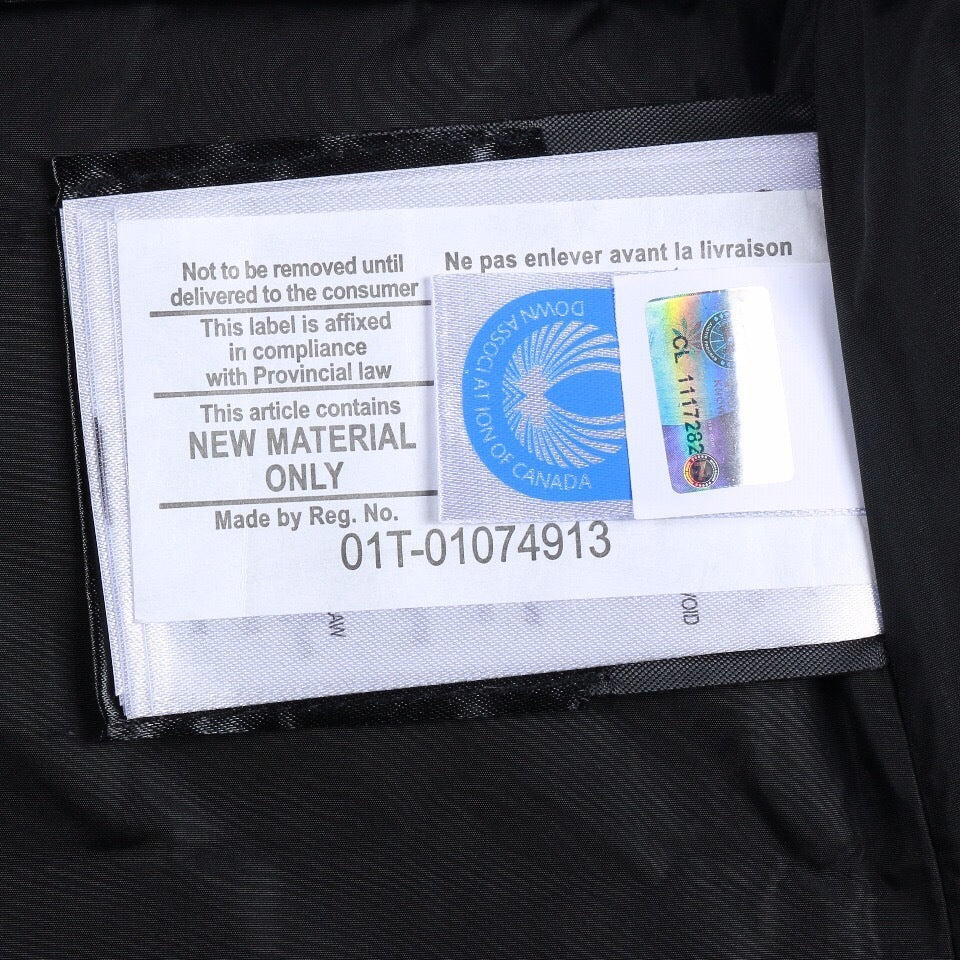 Not to be removed until
delivered to the consumer
This label is affixed
in compliance
with Provincial law
This article contains
NEW MATERIAL
ONLY
Made by Reg. No.
01T-01074913
Ne pas enlever avant la livraison
DOWN ASSOCIATION OF CANADA
CL 1117282
AW
VOID